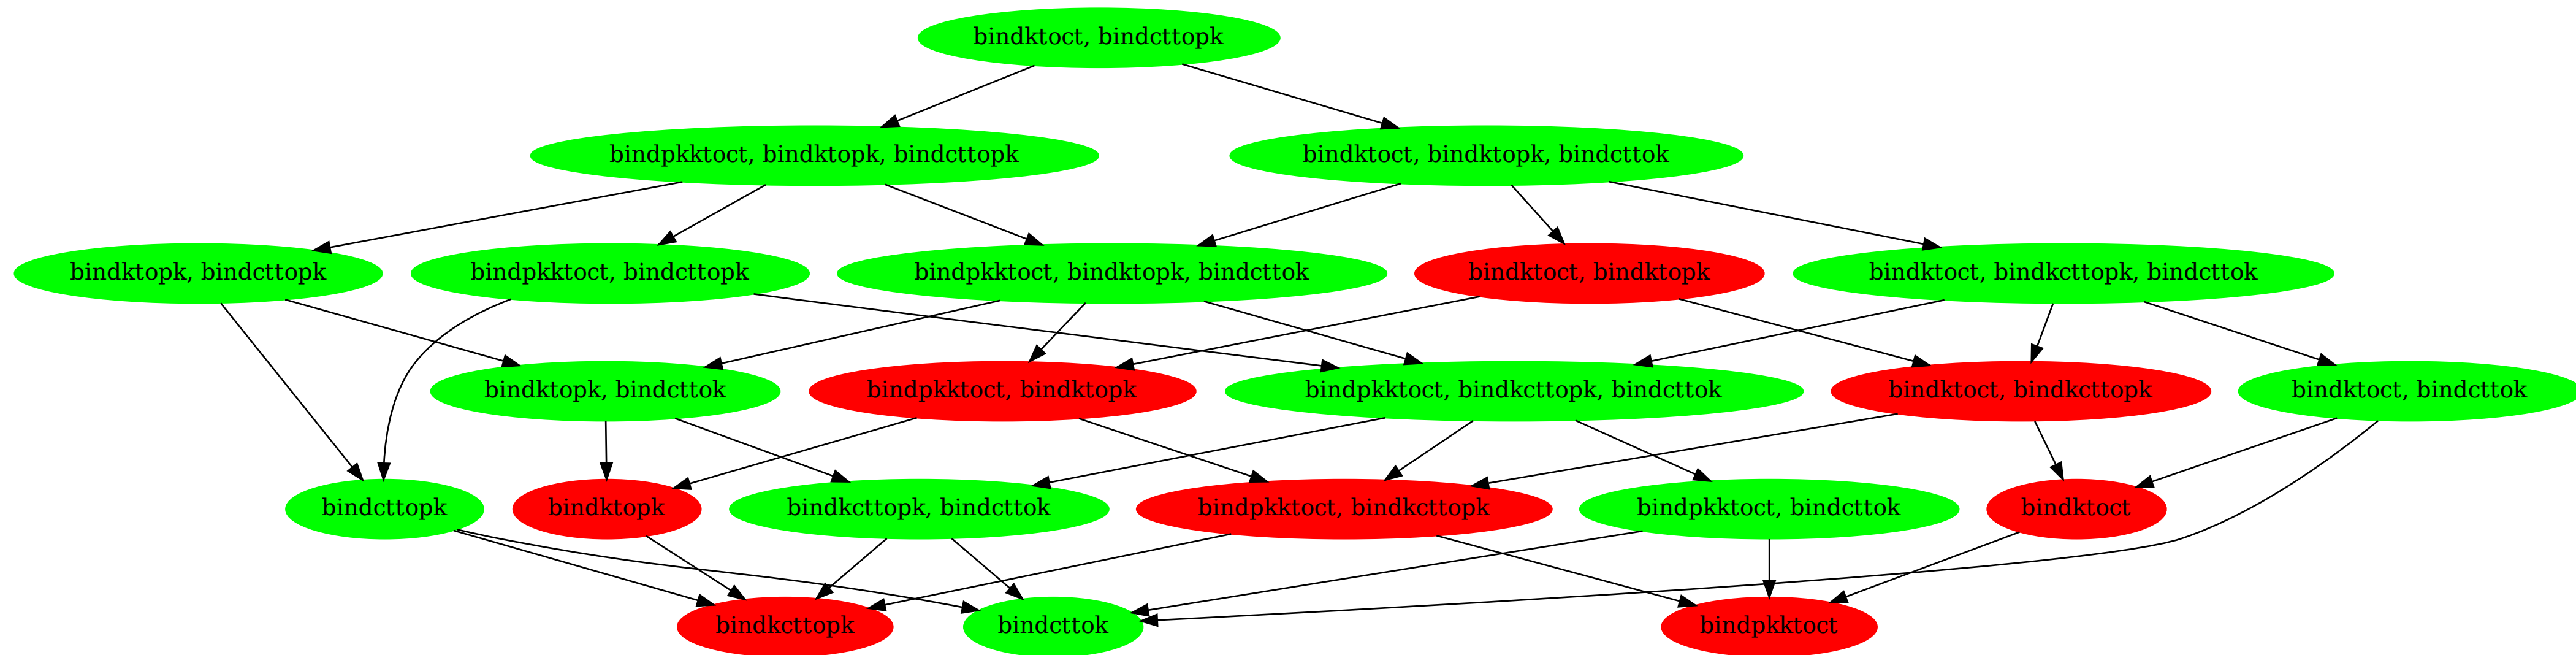 bindktoct, bindcttopk
bindpkktoct, bindktopk, bindcttopk
bindktoct, bindktopk, bindcttok
bindktopk, bindcttopk
bindpkktoct, bindcttopk
bindpkktoct, bindktopk, bindcttok
bindktoct, bindktopk
bindktoct, bindkcttopk, bindcttok
bindktopk, bindcttok
bindpkktoct, bindktopk
bindpkktoct, bindkcttopk, bindcttok
bindktoct, bindkcttopk
bindktoct, bindcttok
bindcttopk
bindktopk
bindkcttopk, bindcttok
bindpkktoct, bindkcttopk
bindpkktoct, bindcttok
bindktoct
bindkcttopk
bindcttok
bindpkktoct